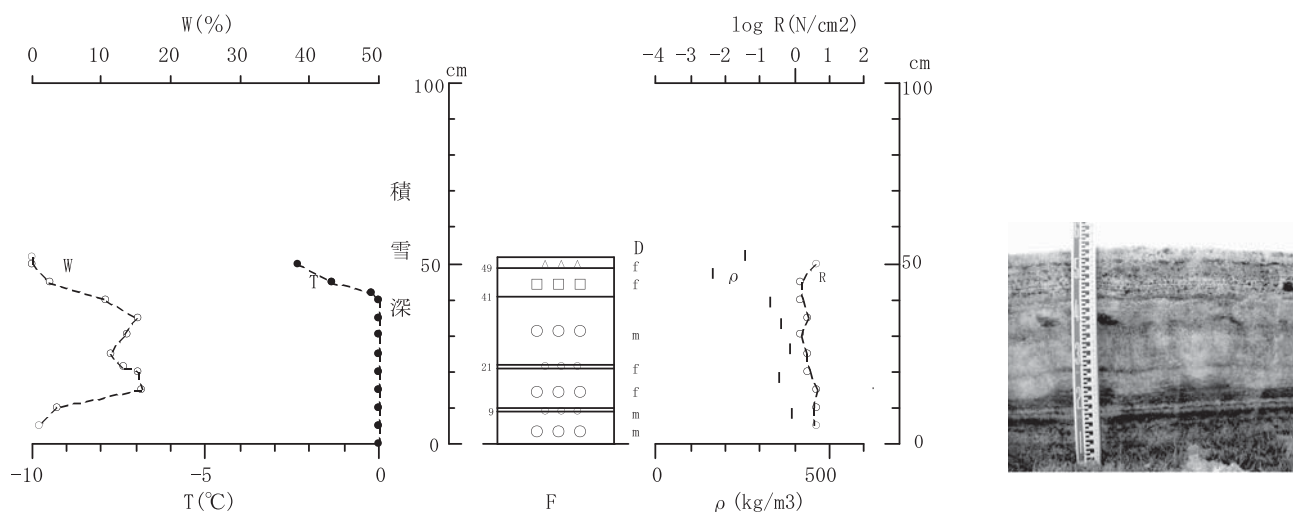 W(%)
0 10 20 30 40 50
cm
100
積
雪
深
50
0
W
T
-10 -5 0
T(℃)
49
41
21
9
D
f
f
m
f
f
m
m
F
log R(N/cm2)
-4 -3 -2 -1 0 1 2
cm
100
50
0
ρ
R
0 500
ρ (kg/m3)